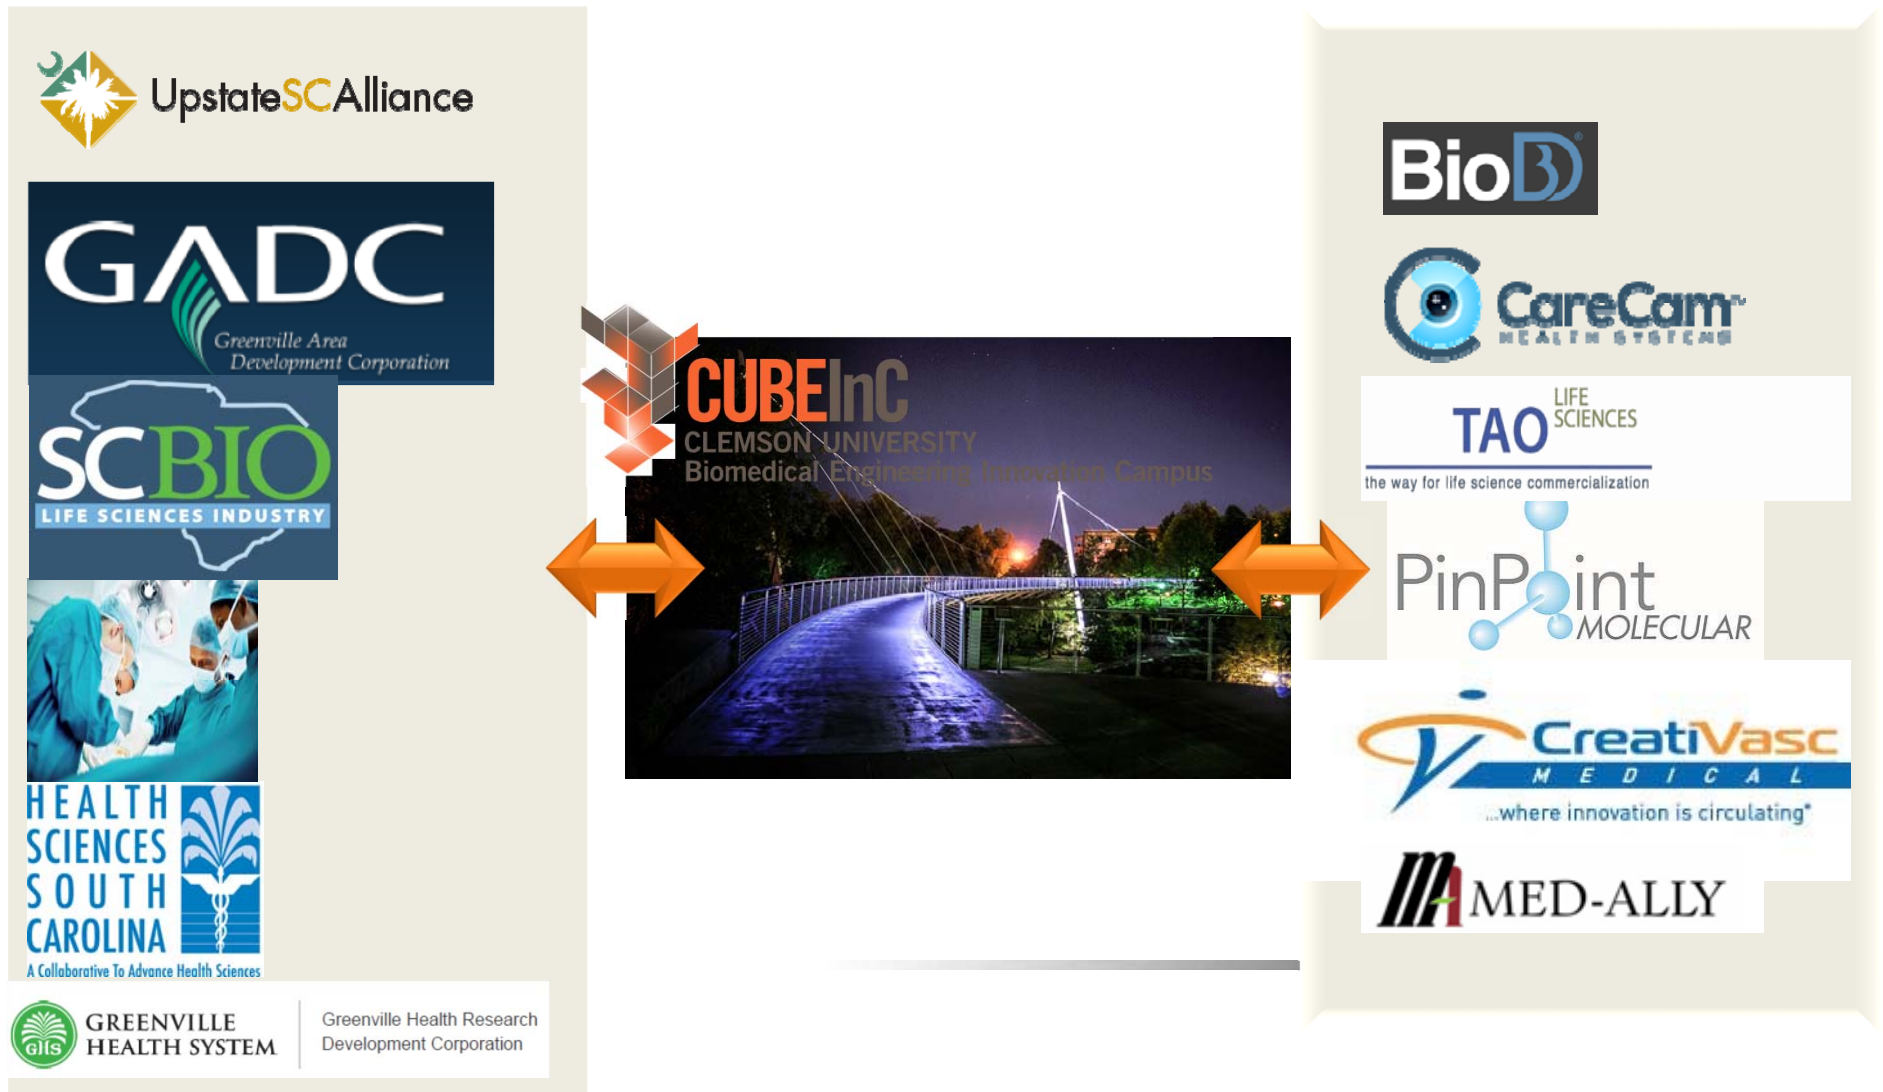 UpstateSCAlliance
GADC
Greenville Area
Development Corporation
SCBIO
LIFE SCIENCES INDUSTRY
HEALTH
SCIENCES
SOUTH
CAROLINA
A Collaborative To Advance Health Sciences
GHS
GREENVILLE
HEALTH SYSTEM
Greenville Health Research
Development Corporation
CUBEInC
CLEMSON UNIVERSITY
Biomedical Engineering Innovation Campus
BioD®
CareCam™
HEALTH SYSTEMS
TAO LIFE
SCIENCES
the way for life science commercialization
PinPoint
MOLECULAR
CreatiVasc
MEDICAL
...where innovation is circulating®
MED-ALLY